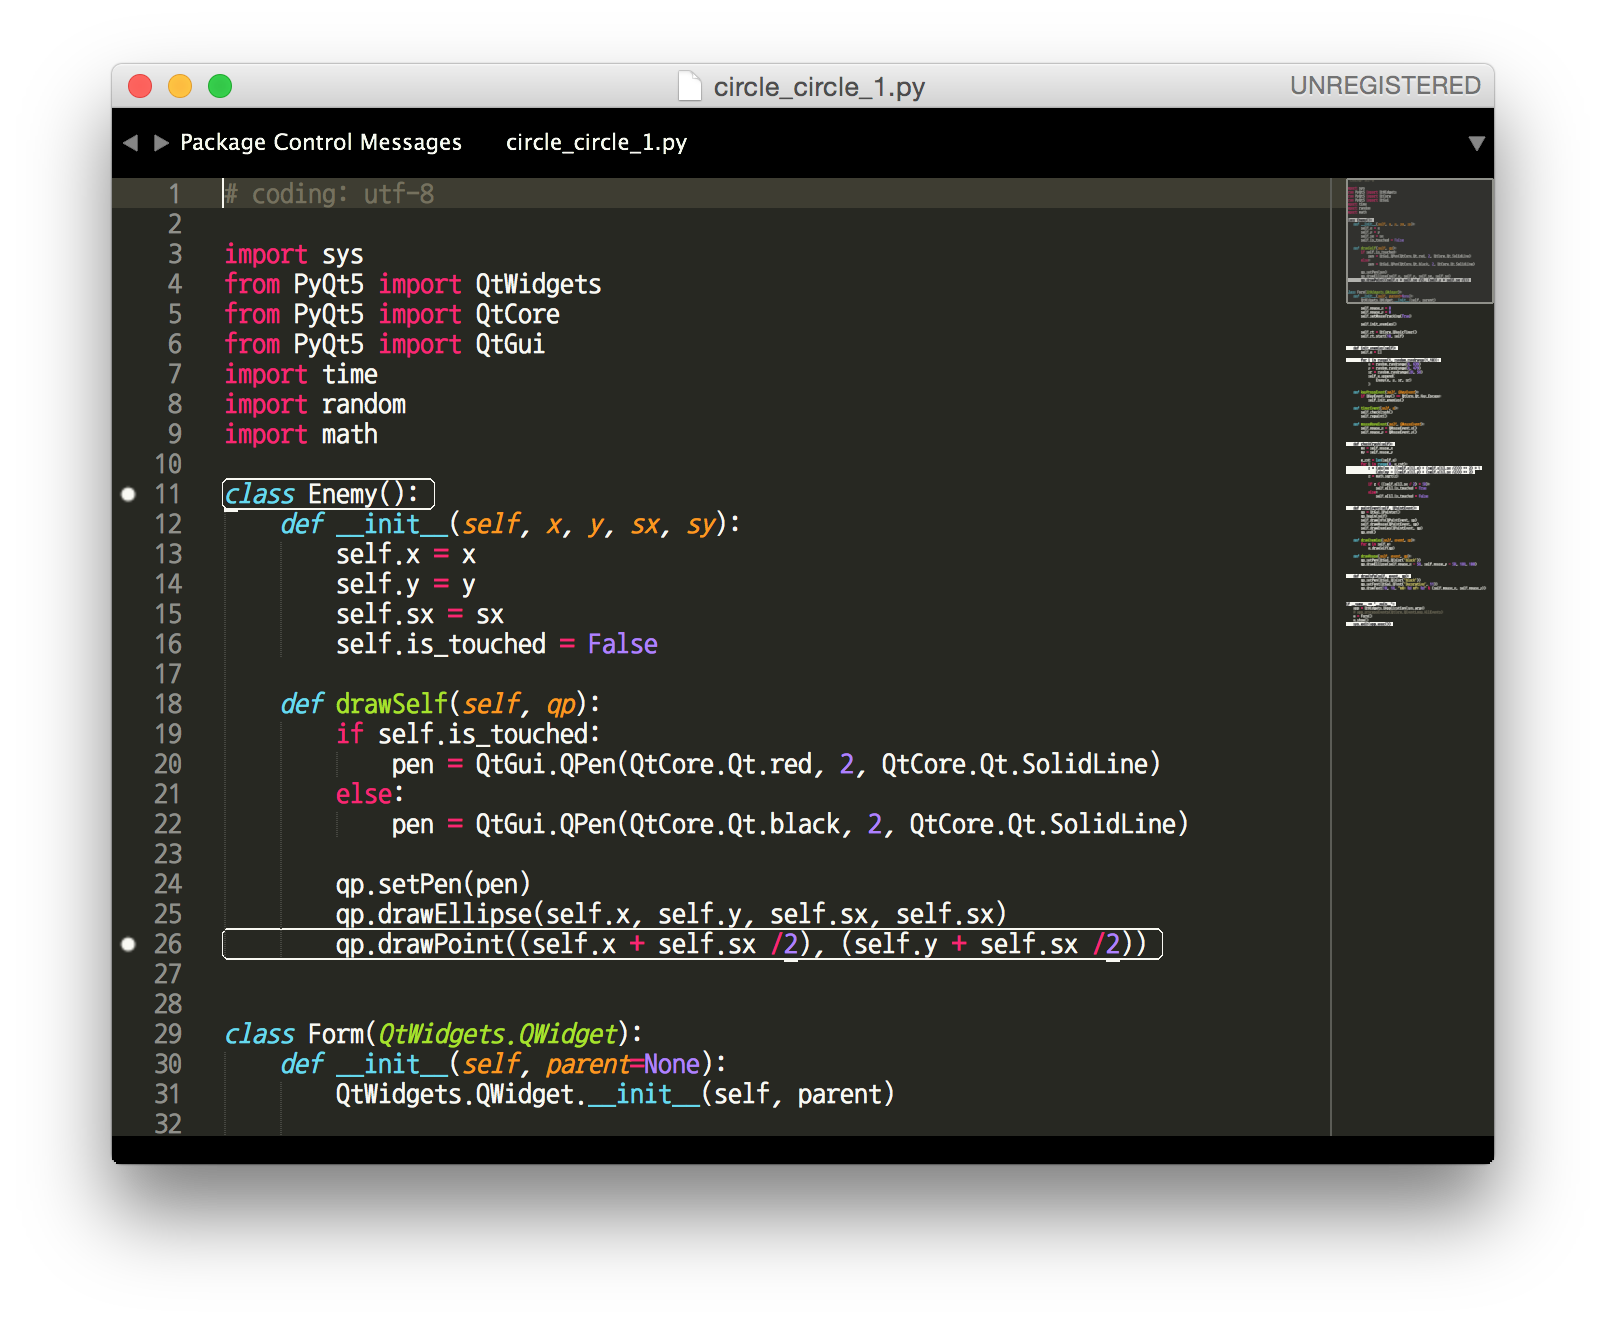 circle_circle_1.py
UNREGISTERED
Package Control Messages
circle_circle_1.py
1 # coding: utf-8
2
3 import sys
4 from PyQt5 import QtWidgets
5 from PyQt5 import QtCore
6 from PyQt5 import QtGui
7 import time
8 import random
9 import math
10
11 class Enemy():
12     def __init__(self, x, y, sx, sy):
13         self.x = x
14         self.y = y
15         self.sx = sx
16         self.is_touched = False
17
18     def drawSelf(self, qp):
19         if self.is_touched:
20             pen = QtGui.QPen(QtCore.Qt.red, 2, QtCore.Qt.SolidLine)
21         else:
22             pen = QtGui.QPen(QtCore.Qt.black, 2, QtCore.Qt.SolidLine)
23
24         qp.setPen(pen)
25         qp.drawEllipse(self.x, self.y, self.sx, self.sx)
26         qp.drawPoint((self.x + self.sx /2), (self.y + self.sx /2))
27
28
29 class Form(QtWidgets.QWidget):
30     def __init__(self, parent=None):
31         QtWidgets.QWidget.__init__(self, parent)
32